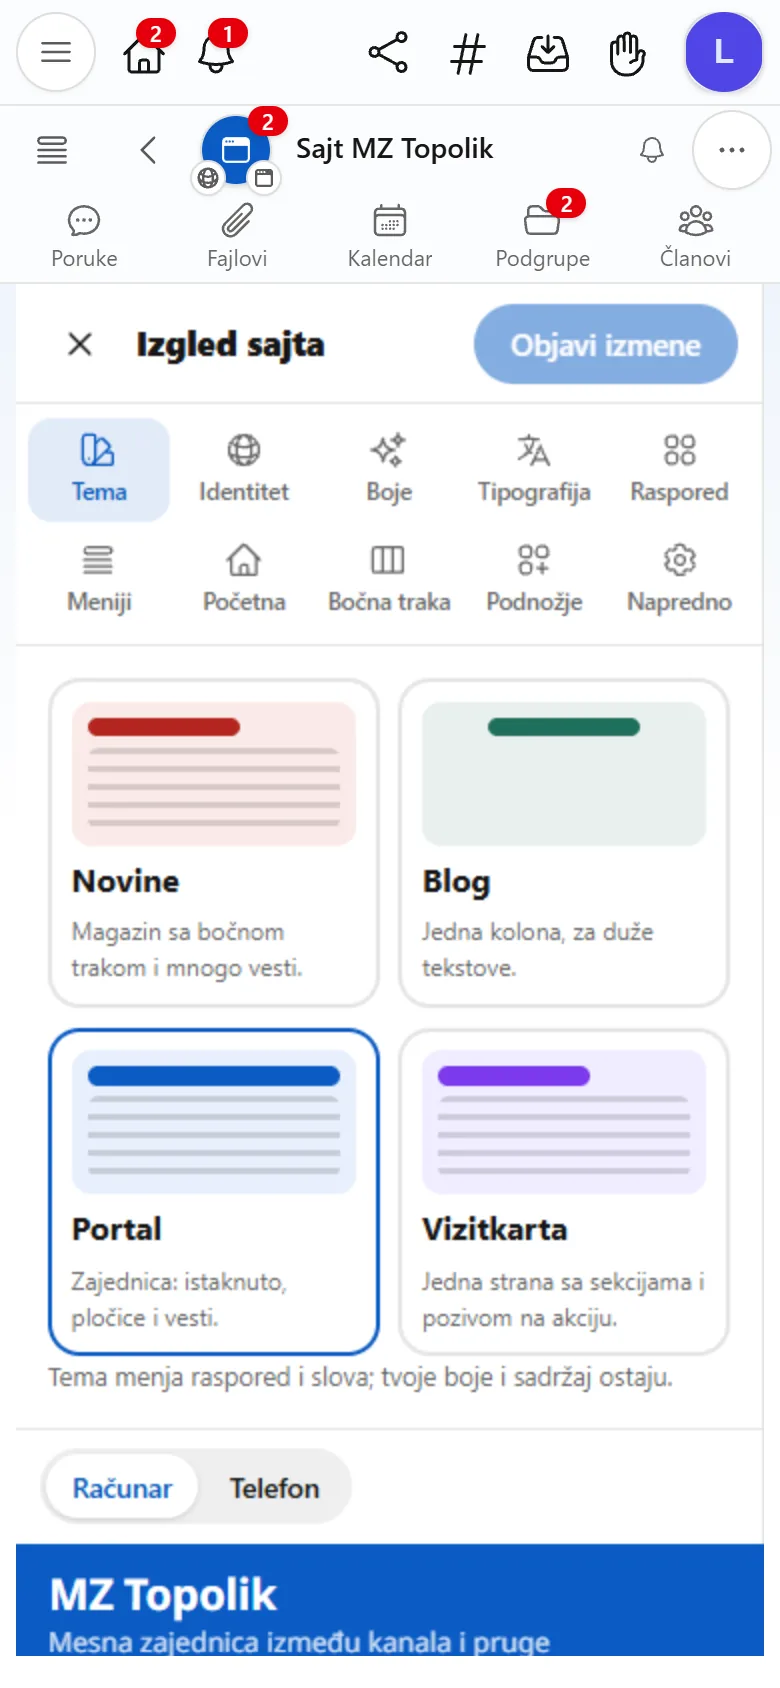 2
1
L
2
Sajt MZ Topolik
2
Poruke
Fajlovi
Kalendar
Podgrupe
Članovi
Izgled sajta
Objavi izmene
Tema
Identitet
Boje
Tipografija
Raspored
Meniji
Početna
Bočna traka
Podnožje
Napredno
Novine
Magazin sa bočnom
trakom i mnogo vesti.
Blog
Jedna kolona, za duže
tekstove.
Portal
Zajednica: istaknuto,
pločice i vesti.
Vizitkarta
Jedna strana sa sekcijama i
pozivom na akciju.
Tema menja raspored i slova; tvoje boje i sadržaj ostaju.
Računar
Telefon
MZ Topolik
Mesna zajednica između kanala i pruge